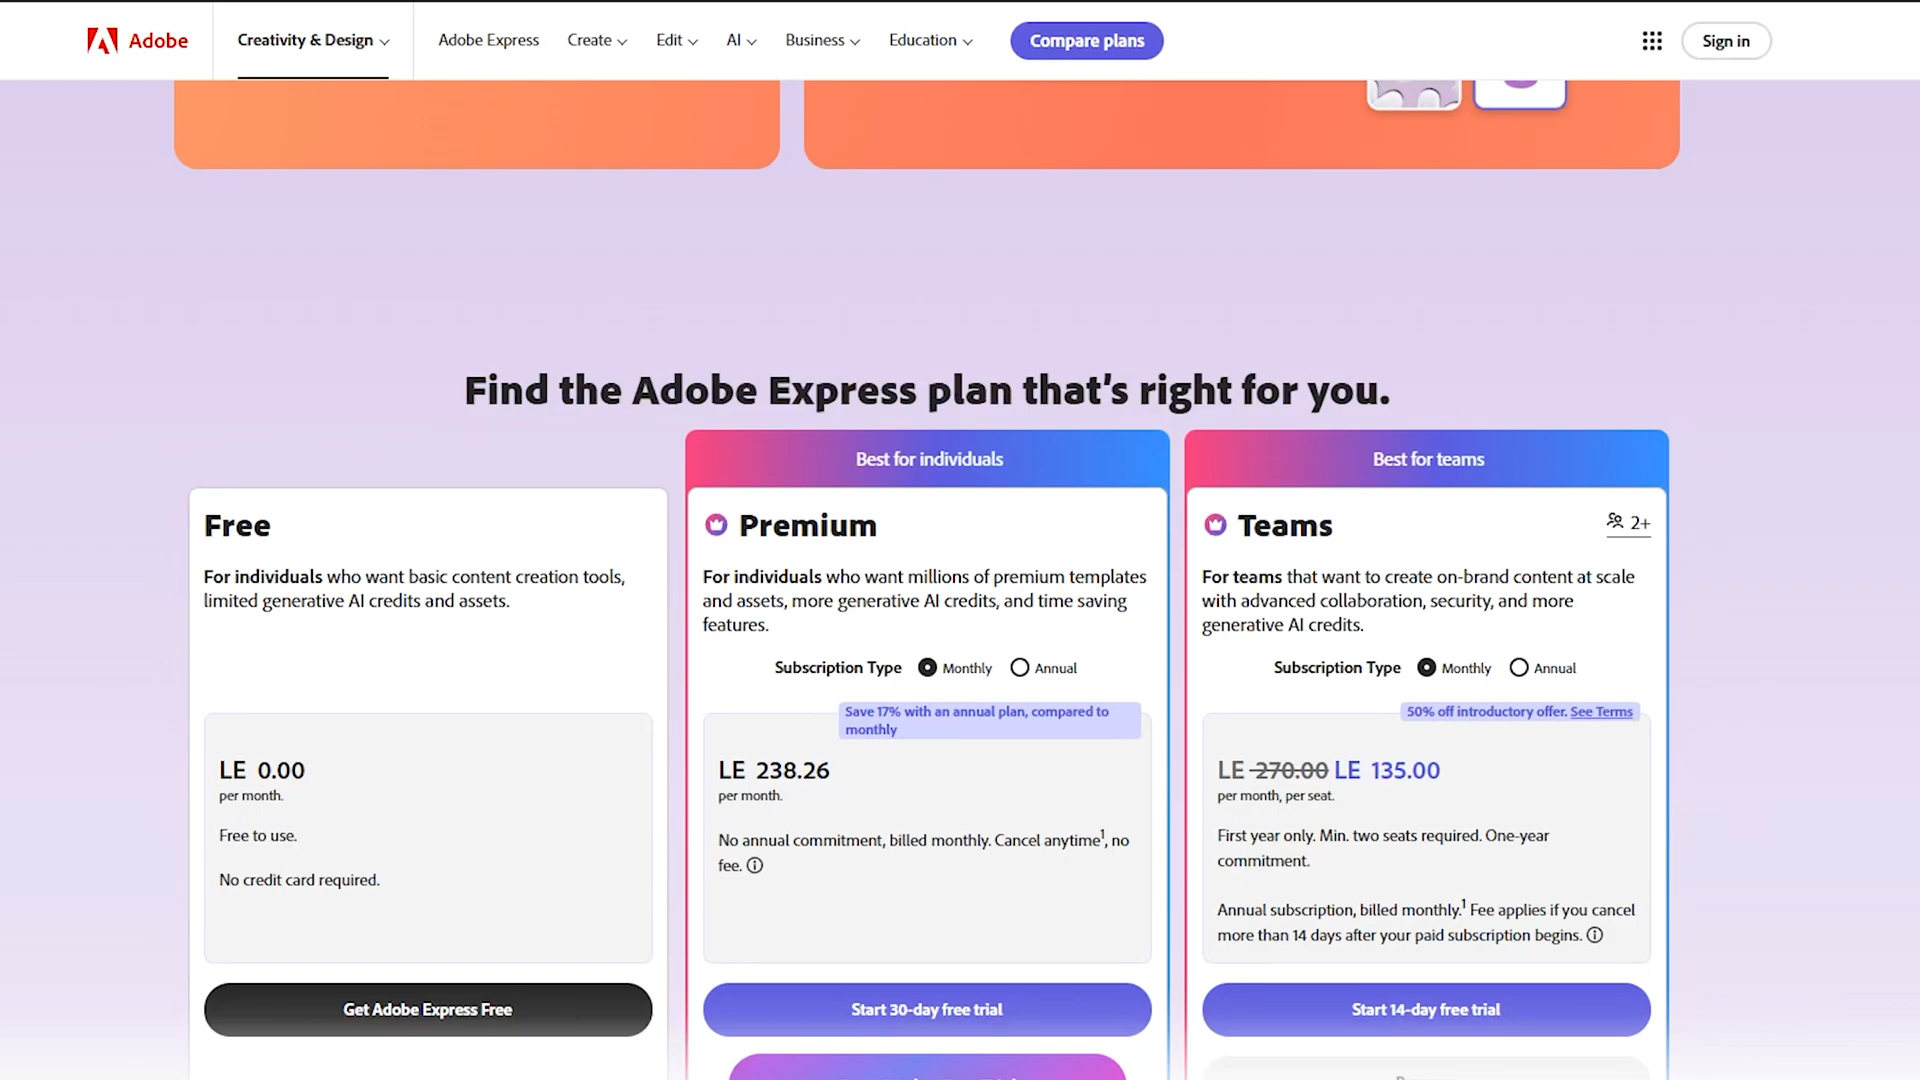 Adobe
Creativity & Design
Adobe Express
Create
Edit
AI
Business
Education
Compare plans
Sign in
Find the Adobe Express plan that's right for you.
Free
For individuals who want basic content creation tools,
limited generative AI credits and assets.
LE 0.00
per month.
Free to use.
No credit card required.
Get Adobe Express Free
Best for individuals
Premium
For individuals who want millions of premium templates
and assets, more generative AI credits, and time saving
features.
Subscription Type Monthly Annual
Save 17% with an annual plan, compared to
monthly
LE 238.26
per month.
No annual commitment, billed monthly. Cancel anytime¹, no
fee.
Start 30-day free trial
Best for teams
Teams
2+
For teams that want to create on-brand content at scale
with advanced collaboration, security, and more
generative AI credits.
Subscription Type Monthly Annual
50% off introductory offer. See Terms
LE 270.00 LE 135.00
per month, per seat.
First year only. Min. two seats required. One-year
commitment.
Annual subscription, billed monthly.¹ Fee applies if you cancel
more than 14 days after your paid subscription begins.
Start 14-day free trial